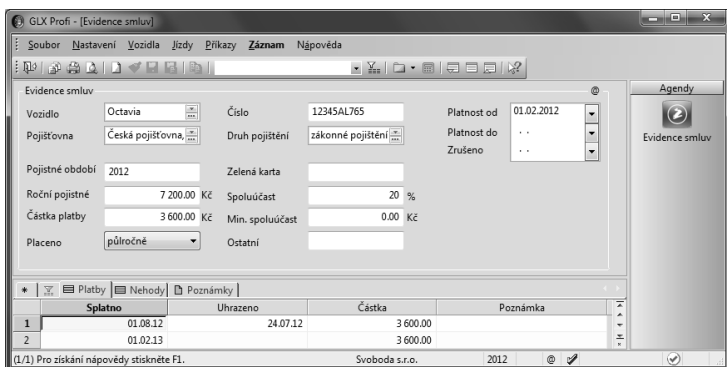 GLX Profi - [Evidence smluv]
Soubor Nastavení Vozidla Jízdy Příkazy Záznam Nápověda
Evidence smluv @
Vozidlo Octavia Číslo 12345AL765 Platnost od 01.02.2012
Pojišťovna Česká pojišťovna, Druh pojištění zákonné pojištění Platnost do . .
Zrušeno . .
Pojistné období 2012 Zelená karta
Roční pojistné 7 200.00 Kč Spoluúčast 20 %
Částka platby 3 600.00 Kč Min. spoluúčast 0.00 Kč
Placeno půlročně Ostatní
Agendy
Evidence smluv
* Platby Nehody Poznámky
Splatno Uhrazeno Částka Poznámka
1 01.08.12 24.07.12 3 600.00
2 01.02.13 3 600.00
(1/1) Pro získání nápovědy stiskněte F1. Svoboda s.r.o. 2012 @